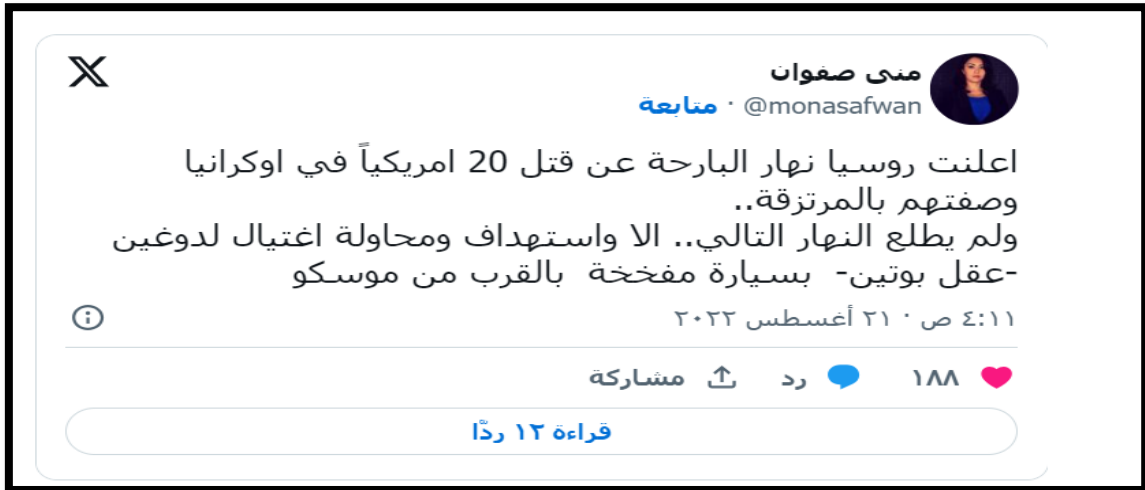 منى صفوان
@monasafwan · متابعة
اعلنت روسيا نهار البارحة عن قتل 20 امريكياً في اوكرانيا
وصفتهم بالمرتزقة..
ولم يطلع النهار التالي.. الا واستهداف ومحاولة اغتيال لدوغين
-عقل بوتين- بسيارة مفخخة بالقرب من موسكو
٤:١١ ص · ٢١ أغسطس ٢٠٢٢
١٨٨ رد مشاركة
قراءة ١٢ ردًّا